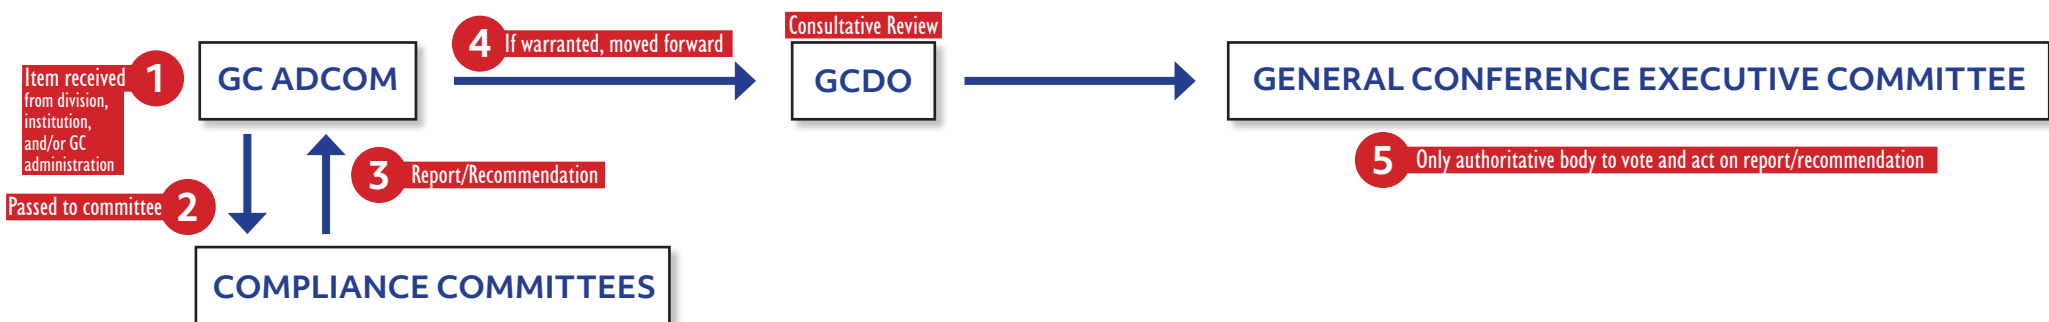 Item received
from division,
institution,
and/or GC
administration
1
GC ADCOM
4
If warranted, moved forward
Consultative Review
GCDO
GENERAL CONFERENCE EXECUTIVE COMMITTEE
5
Only authoritative body to vote and act on report/recommendation
Passed to committee
2
3
Report/Recommendation
COMPLIANCE COMMITTEES